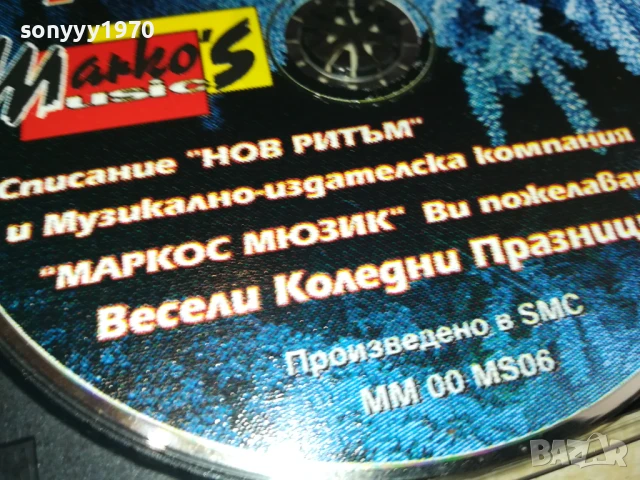 sonyyy1970
Marko's
Music
Списание "НОВ РИТЪМ"
и Музикално-издателска компания
"МАРКОС МЮЗИК" Ви пожелава
Весели Коледни Празници
Произведено в SMC
MM 00 MS06
BAZAR